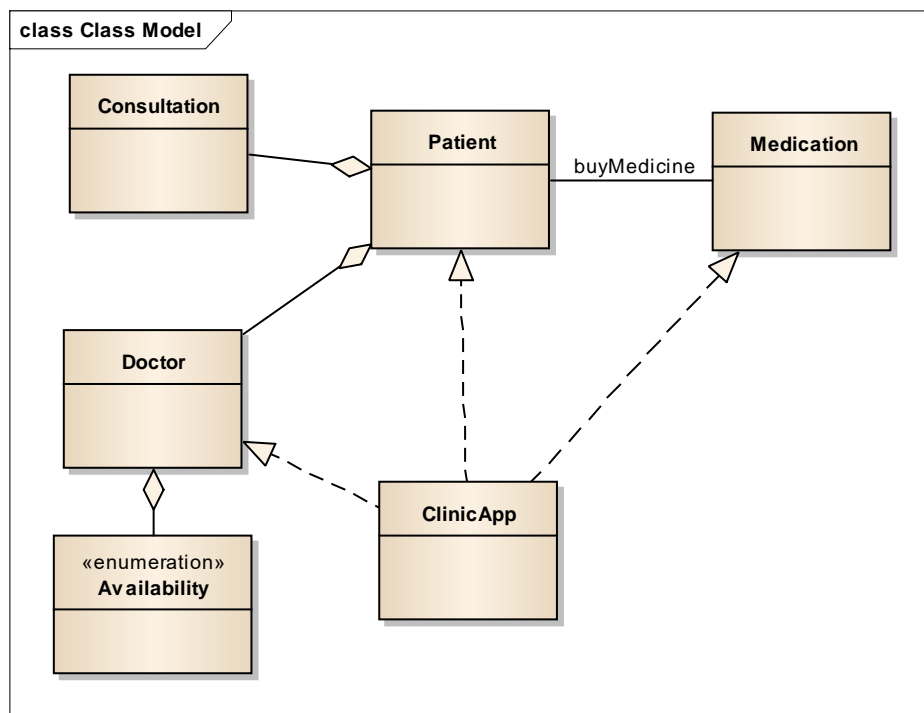 class Class Model
Consultation
Patient
Medication
buyMedicine
Doctor
ClinicApp
«enumeration»
Availability